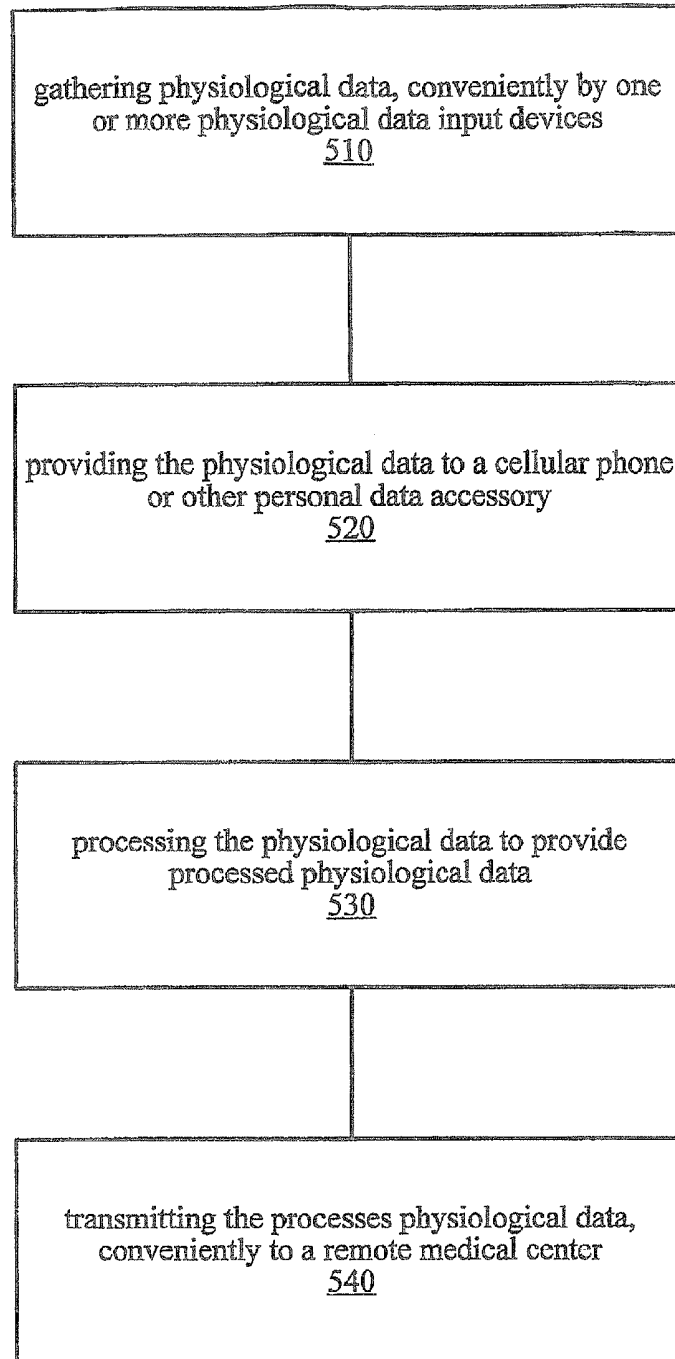 gathering physiological data, conveniently by one
or more physiological data input devices
510
providing the physiological data to a cellular phone
or other personal data accessory
520
processing the physiological data to provide
processed physiological data
530
transmitting the processes physiological data,
conveniently to a remote medical center
540